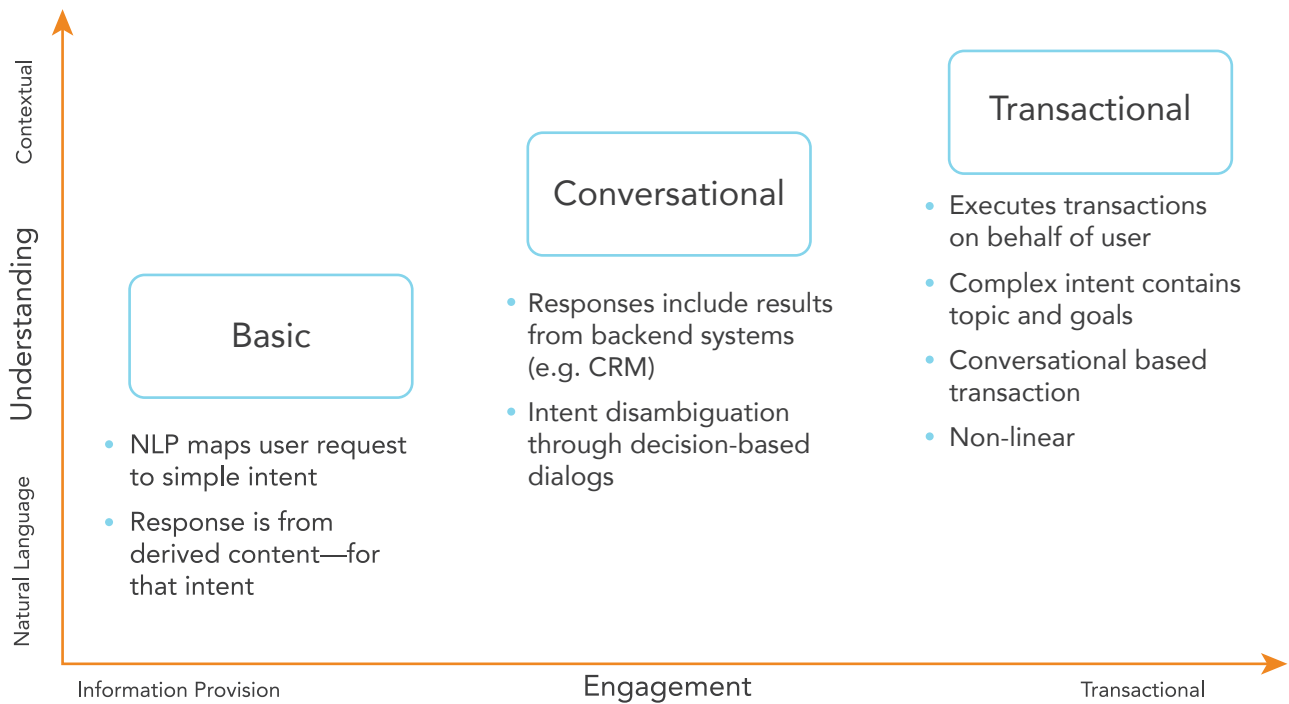 Contextual
Understanding
Natural Language
Basic
• NLP maps user request
to simple intent
• Response is from
derived content—for
that intent
Conversational
• Responses include results
from backend systems
(e.g. CRM)
• Intent disambiguation
through decision-based
dialogs
Transactional
• Executes transactions
on behalf of user
• Complex intent contains
topic and goals
• Conversational based
transaction
• Non-linear
Information Provision
Engagement
Transactional